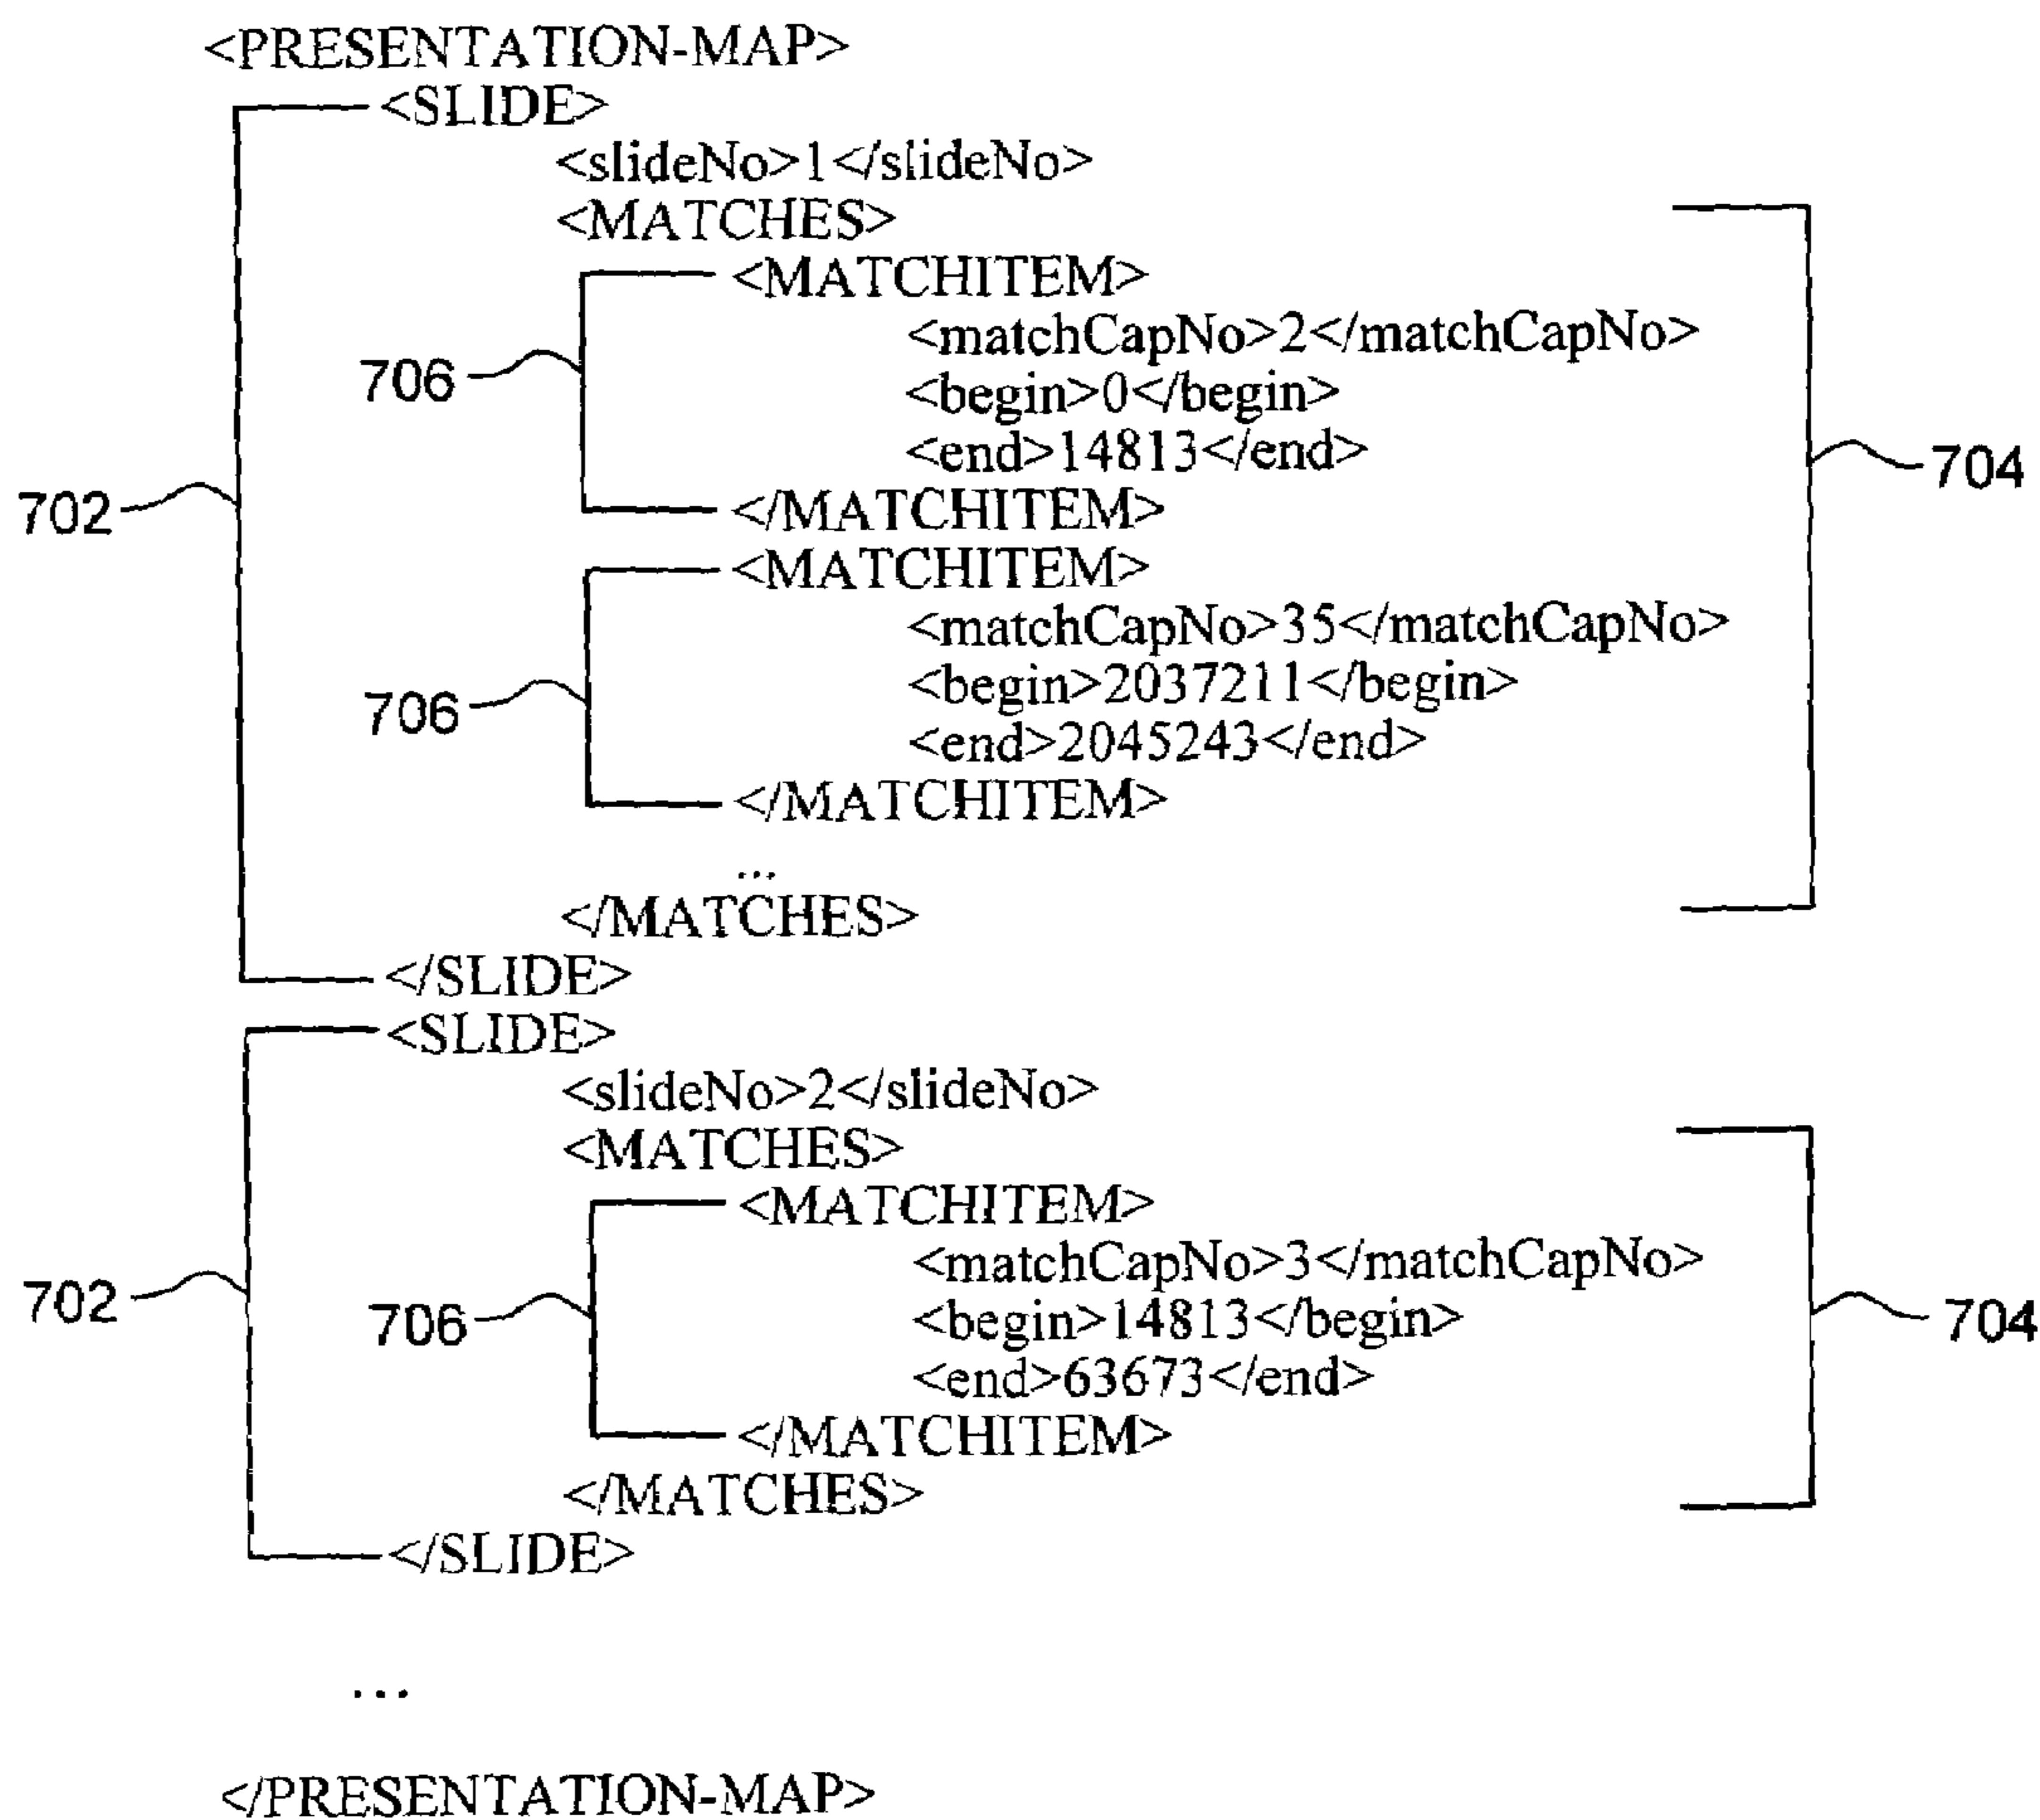 <PRESENTATION-MAP>
<SLIDE>
<slideNo>1</slideNo>
<MATCHES>
<MATCHITEM>
<matchCapNo>2</matchCapNo>
706
<begin>0</begin>
<end>14813</end>
704
702
</MATCHITEM>
<MATCHITEM>
<matchCapNo>35</matchCapNo>
706
<begin>2037211</begin>
<end>2045243</end>
</MATCHITEM>
...
</MATCHES>
</SLIDE>
<SLIDE>
<slideNo>2</slideNo>
<MATCHES>
<MATCHITEM>
<matchCapNo>3</matchCapNo>
702
706
<begin>14813</begin>
704
<end>63673</end>
</MATCHITEM>
</MATCHES>
</SLIDE>
...
</PRESENTATION-MAP>